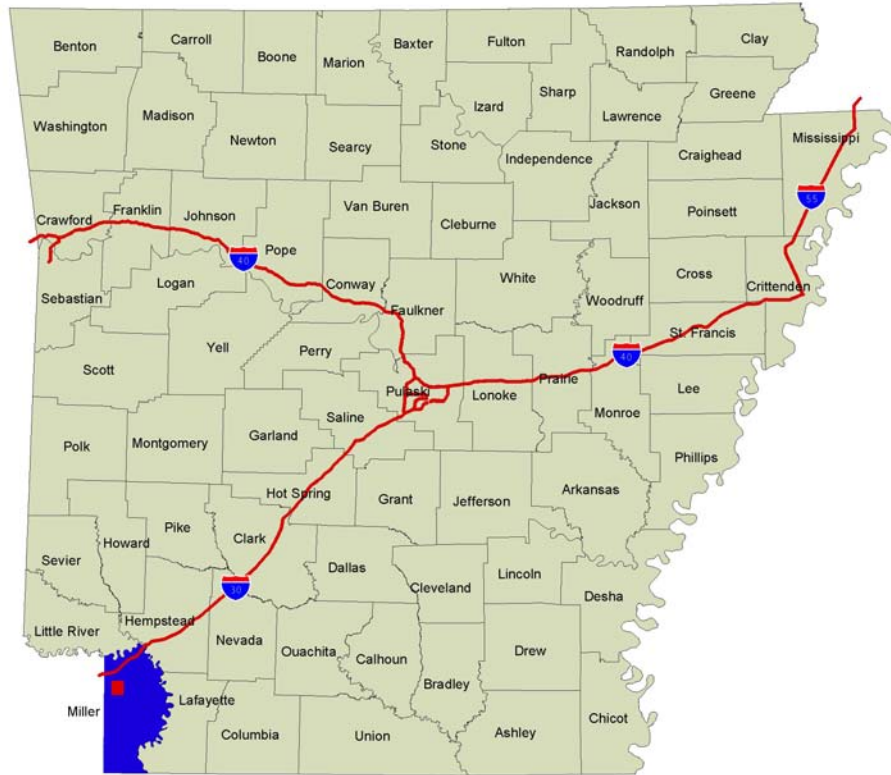 Benton
Carroll
Boone
Marion
Baxter
Fulton
Randolph
Clay
Greene
Sharp
Izard
Lawrence
Mississippi
Washington
Madison
Newton
Searcy
Stone
Independence
Craighead
55
Crawford
Franklin
Johnson
Van Buren
Cleburne
Jackson
Poinsett
40
Pope
Sebastian
Logan
Conway
Faulkner
White
Woodruff
Cross
Crittenden
St. Francis
40
Scott
Yell
Perry
Pulaski
Lonoke
Prairie
Lee
Monroe
Saline
Polk
Montgomery
Garland
Phillips
Hot Spring
Grant
Jefferson
Arkansas
Pike
Clark
Howard
Sevier
Dallas
Cleveland
Lincoln
Desha
30
Little River
Hempstead
Nevada
Ouachita
Calhoun
Drew
Bradley
Miller
Lafayette
Columbia
Union
Ashley
Chicot